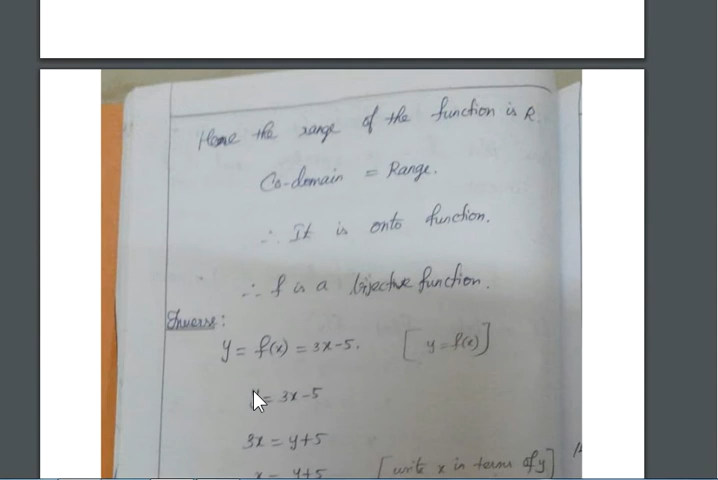 Hence the range of the function is R.
Co-domain = Range.
∴ It is onto function.
∴ f is a bijective function.
Inverse:
y = f(x) = 3x-5. [y=f(x)]
y = 3x-5
3x = y+5
x = y+5 [write x in terms of y]